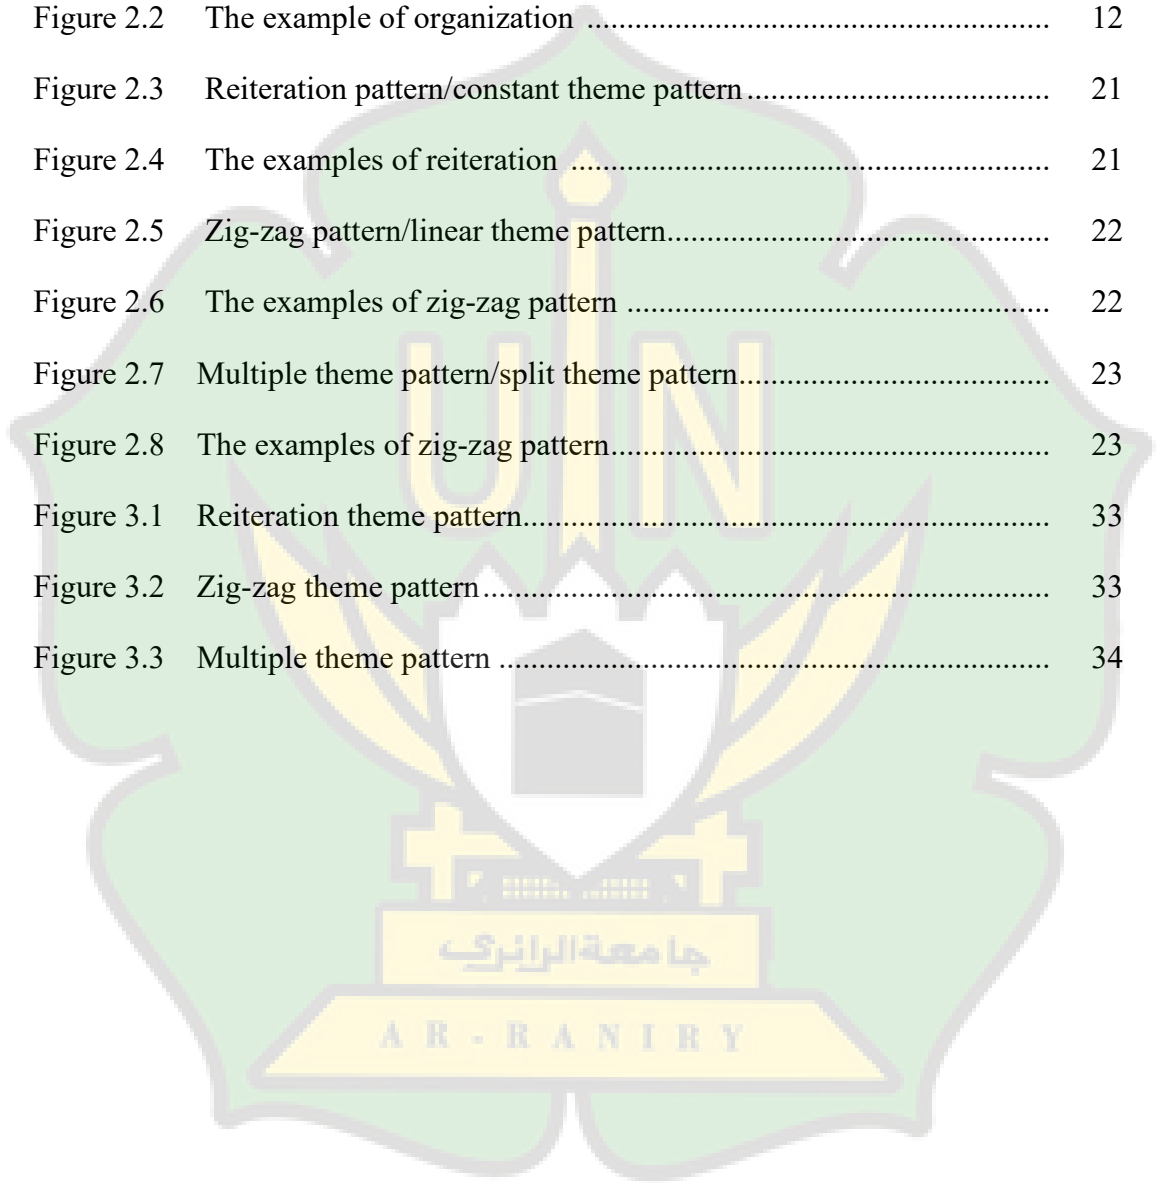 Figure 2.2 The example of organization .......................................................... 12
Figure 2.3 Reiteration pattern/constant theme pattern ...................................... 21
Figure 2.4 The examples of reiteration ............................................................ 21
Figure 2.5 Zig-zag pattern/linear theme pattern................................................ 22
Figure 2.6 The examples of zig-zag pattern ..................................................... 22
Figure 2.7 Multiple theme pattern/split theme pattern....................................... 23
Figure 2.8 The examples of zig-zag pattern....................................................... 23
Figure 3.1 Reiteration theme pattern.................................................................. 33
Figure 3.2 Zig-zag theme pattern....................................................................... 33
Figure 3.3 Multiple theme pattern ..................................................................... 34
UIN
جامعة الرانري
AR-RANIRY